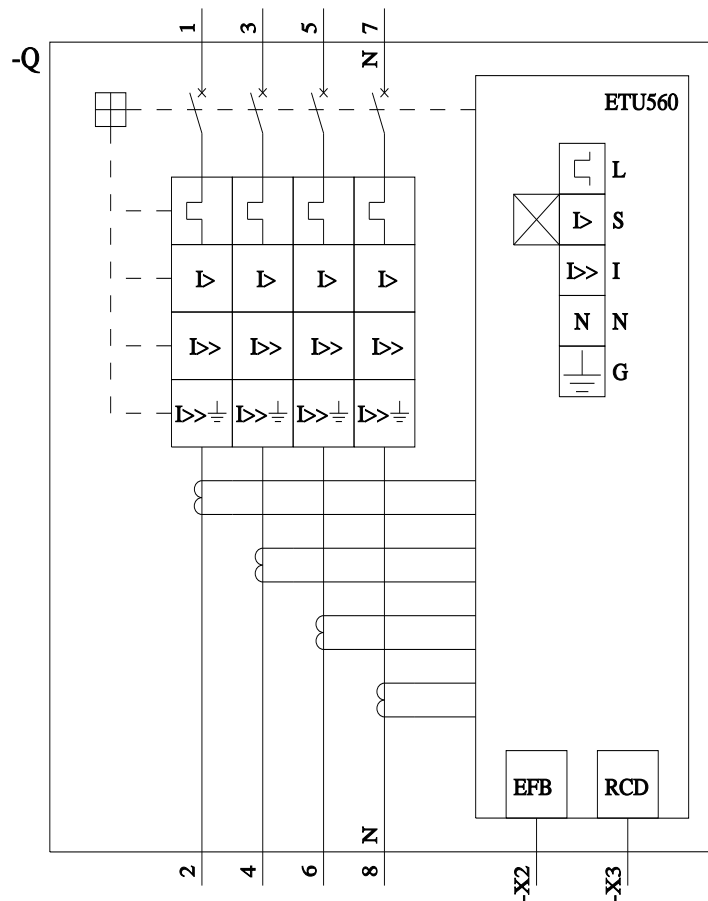 1 3 5 7
-Q N
ETU560
L
I> S
I> I> I> I> I>> I
I>> I>> I>> I>> N N
I>> I>> I>> I>> G
EFB RCD
N
2 4 6 8 -X2 -X3